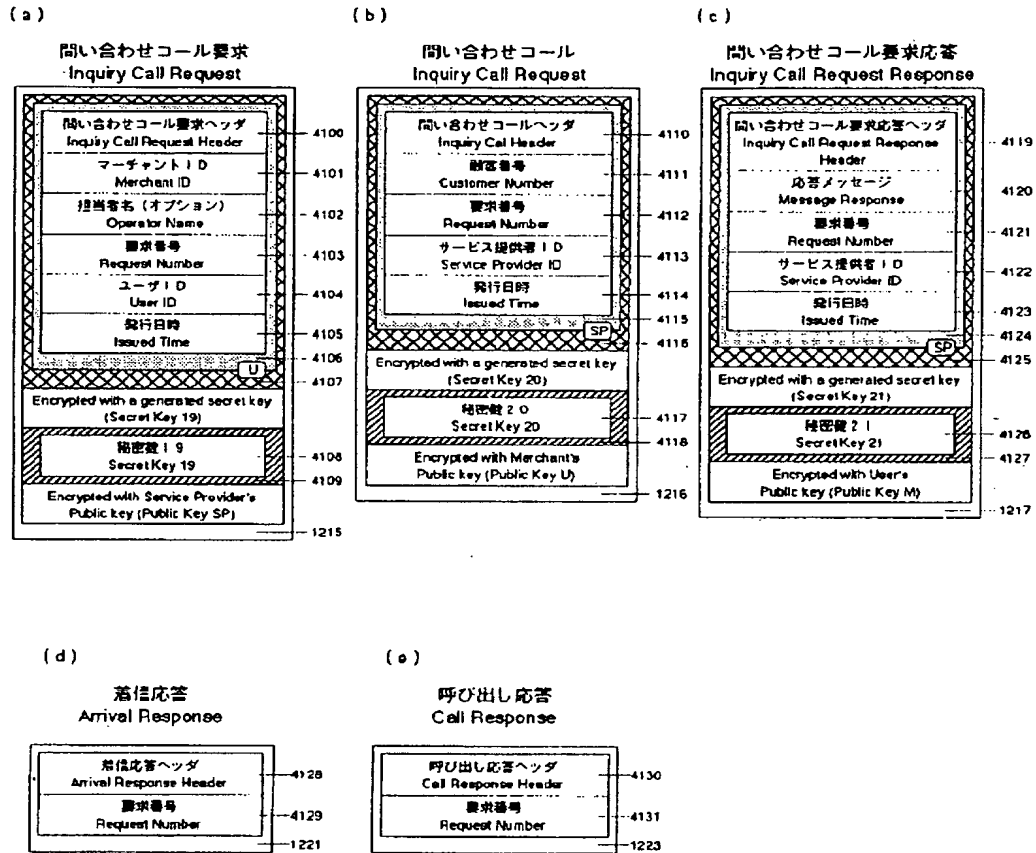 (a)
問い合わせコール要求
Inquiry Call Request
問い合わせコール要求ヘッダ
Inquiry Call Request Header
4100
マーチャントID
Merchant ID
4101
担当者名(オプション)
Operator Name
4102
要求番号
Request Number
4103
ユーザID
User ID
4104
発行日時
Issued Time
4105
4106
U
4107
Encrypted with a generated secret key
(Secret Key 19)
秘密鍵19
Secret Key 19
4108
4109
Encrypted with Service Provider's
Public key (Public Key SP)
1215
(b)
問い合わせコール
Inquiry Call Request
問い合わせコールヘッダ
Inquiry Cal Header
4110
顧客番号
Customer Number
4111
要求番号
Request Number
4112
サービス提供者ID
Service Provider ID
4113
発行日時
Issued Time
4114
4115
SP
4116
Encrypted with a generated secret key
(Secret Key 20)
秘密鍵20
Secret Key 20
4117
4118
Encrypted with Merchant's
Public key (Public Key U)
1216
(c)
問い合わせコール要求応答
Inquiry Call Request Response
問い合わせコール要求応答ヘッダ
Inquiry Call Request Response
Header
4119
応答メッセージ
Message Response
4120
要求番号
Request Number
4121
サービス提供者ID
Service Provider ID
4122
発行日時
Issued Time
4123
4124
SP
4125
Encrypted with a generated secret key
(Secret Key 21)
秘密鍵21
Secret Key 21
4126
4127
Encrypted with User's
Public key (Public Key M)
1217
(d)
着信応答
Arrival Response
着信応答ヘッダ
Arrival Response Header
4128
要求番号
Request Number
4129
1221
(e)
呼び出し応答
Call Response
呼び出し応答ヘッダ
Call Response Header
4130
要求番号
Request Number
4131
1223